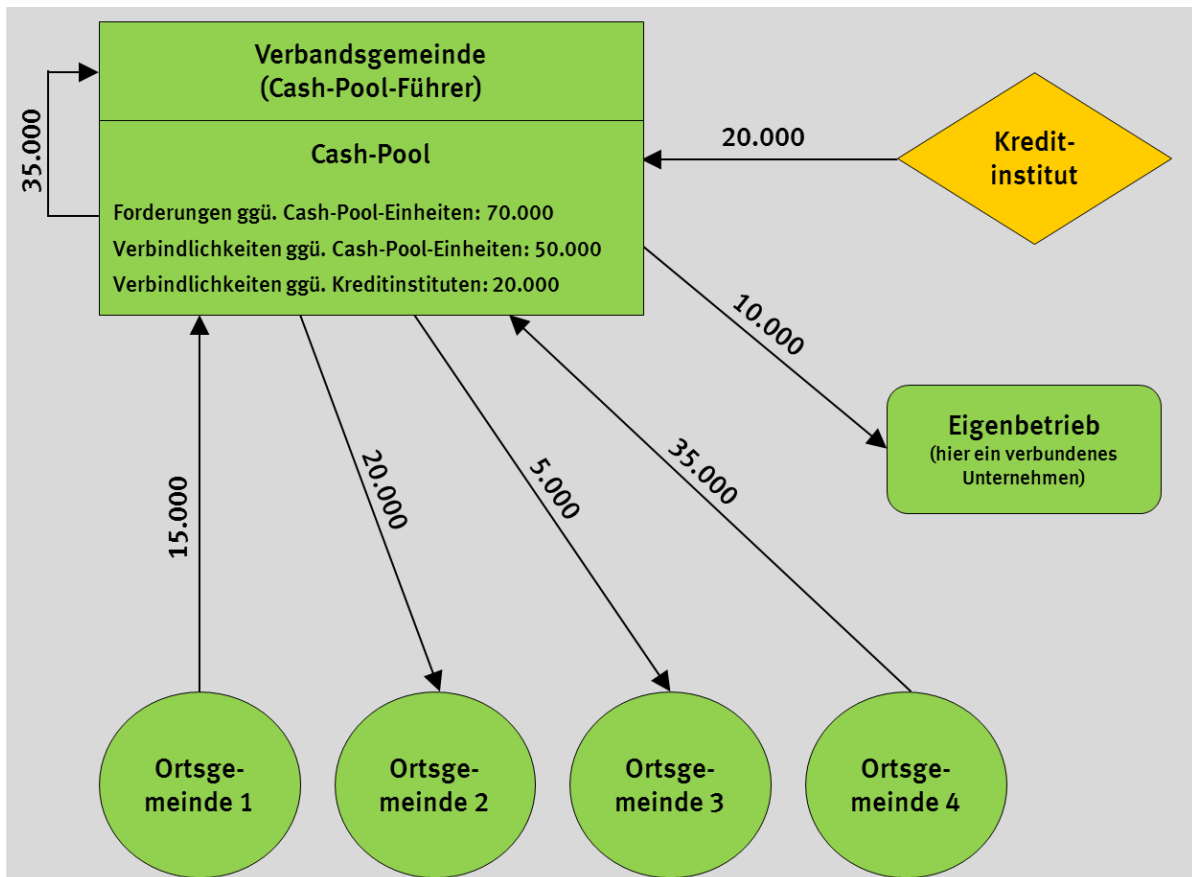 Verbandsgemeinde
(Cash-Pool-Führer)
35.000
Cash-Pool
Forderungen ggü. Cash-Pool-Einheiten: 70.000
Verbindlichkeiten ggü. Cash-Pool-Einheiten: 50.000
Verbindlichkeiten ggü. Kreditinstituten: 20.000
20.000
Kredit-
institut
10.000
Eigenbetrieb
(hier ein verbundenes
Unternehmen)
15.000
20.000
5.000
35.000
Ortsge-
meinde 1
Ortsge-
meinde 2
Ortsge-
meinde 3
Ortsge-
meinde 4